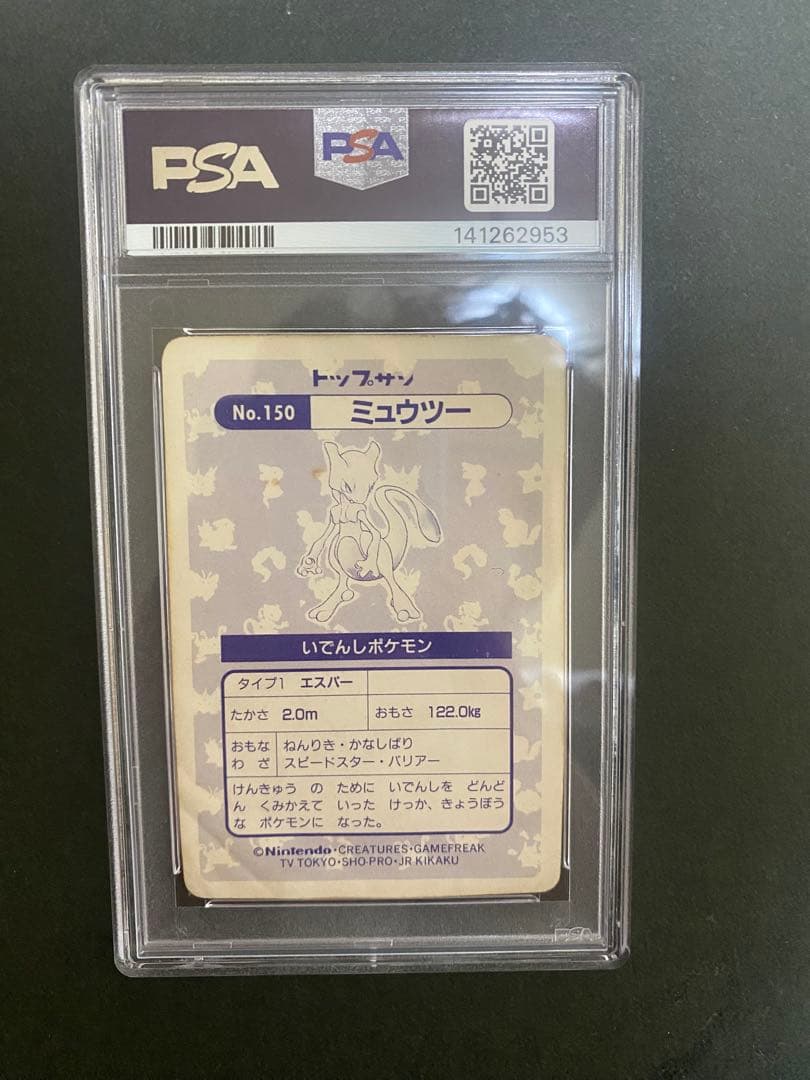 PSA
PSA
141262953
トップサン
No.150 ミュウツー
いでんしポケモン
タイプ1 エスパー
たかさ 2.0m おもさ 122.0kg
おもな ねんりき・かなしばり
わざ スピードスター・バリアー
けんきゅう の ために いでんしを どんど
ん くみかえて いった けっか、きょうぼう
な ポケモンに なった。
©Nintendo・CREATURES・GAMEFREAK
TV TOKYO・SHO-PRO・JR KIKAKU
PSA